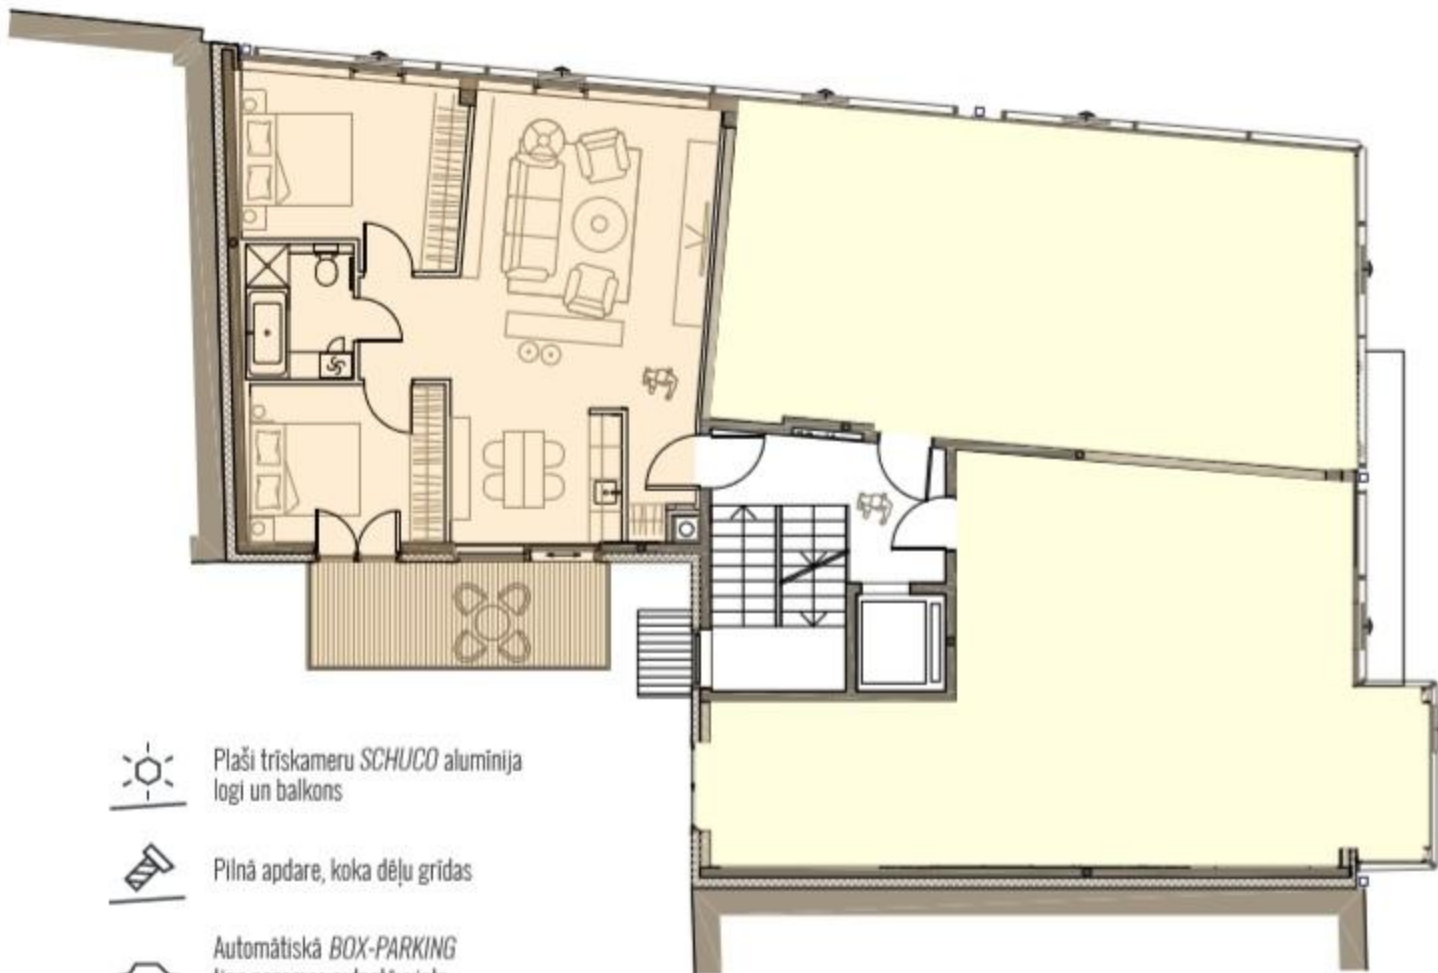 Plaši trīskameru SCHUCO alumīnija
logi un balkons
Pilnā apdare, koka dēļu grīdas
Automātiskā BOX-PARKING